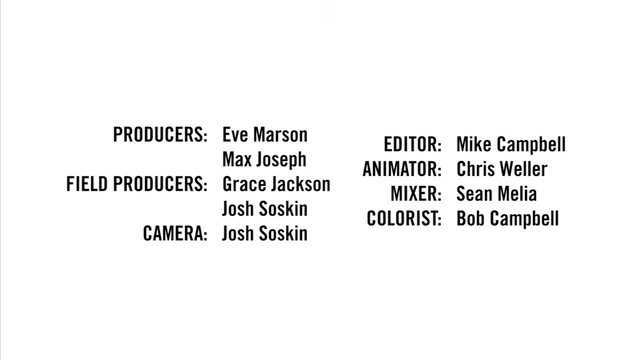 PRODUCERS: Eve Marson
Max Joseph
FIELD PRODUCERS: Grace Jackson
Josh Soskin
CAMERA: Josh Soskin
EDITOR: Mike Campbell
ANIMATOR: Chris Weller
MIXER: Sean Melia
COLORIST: Bob Campbell